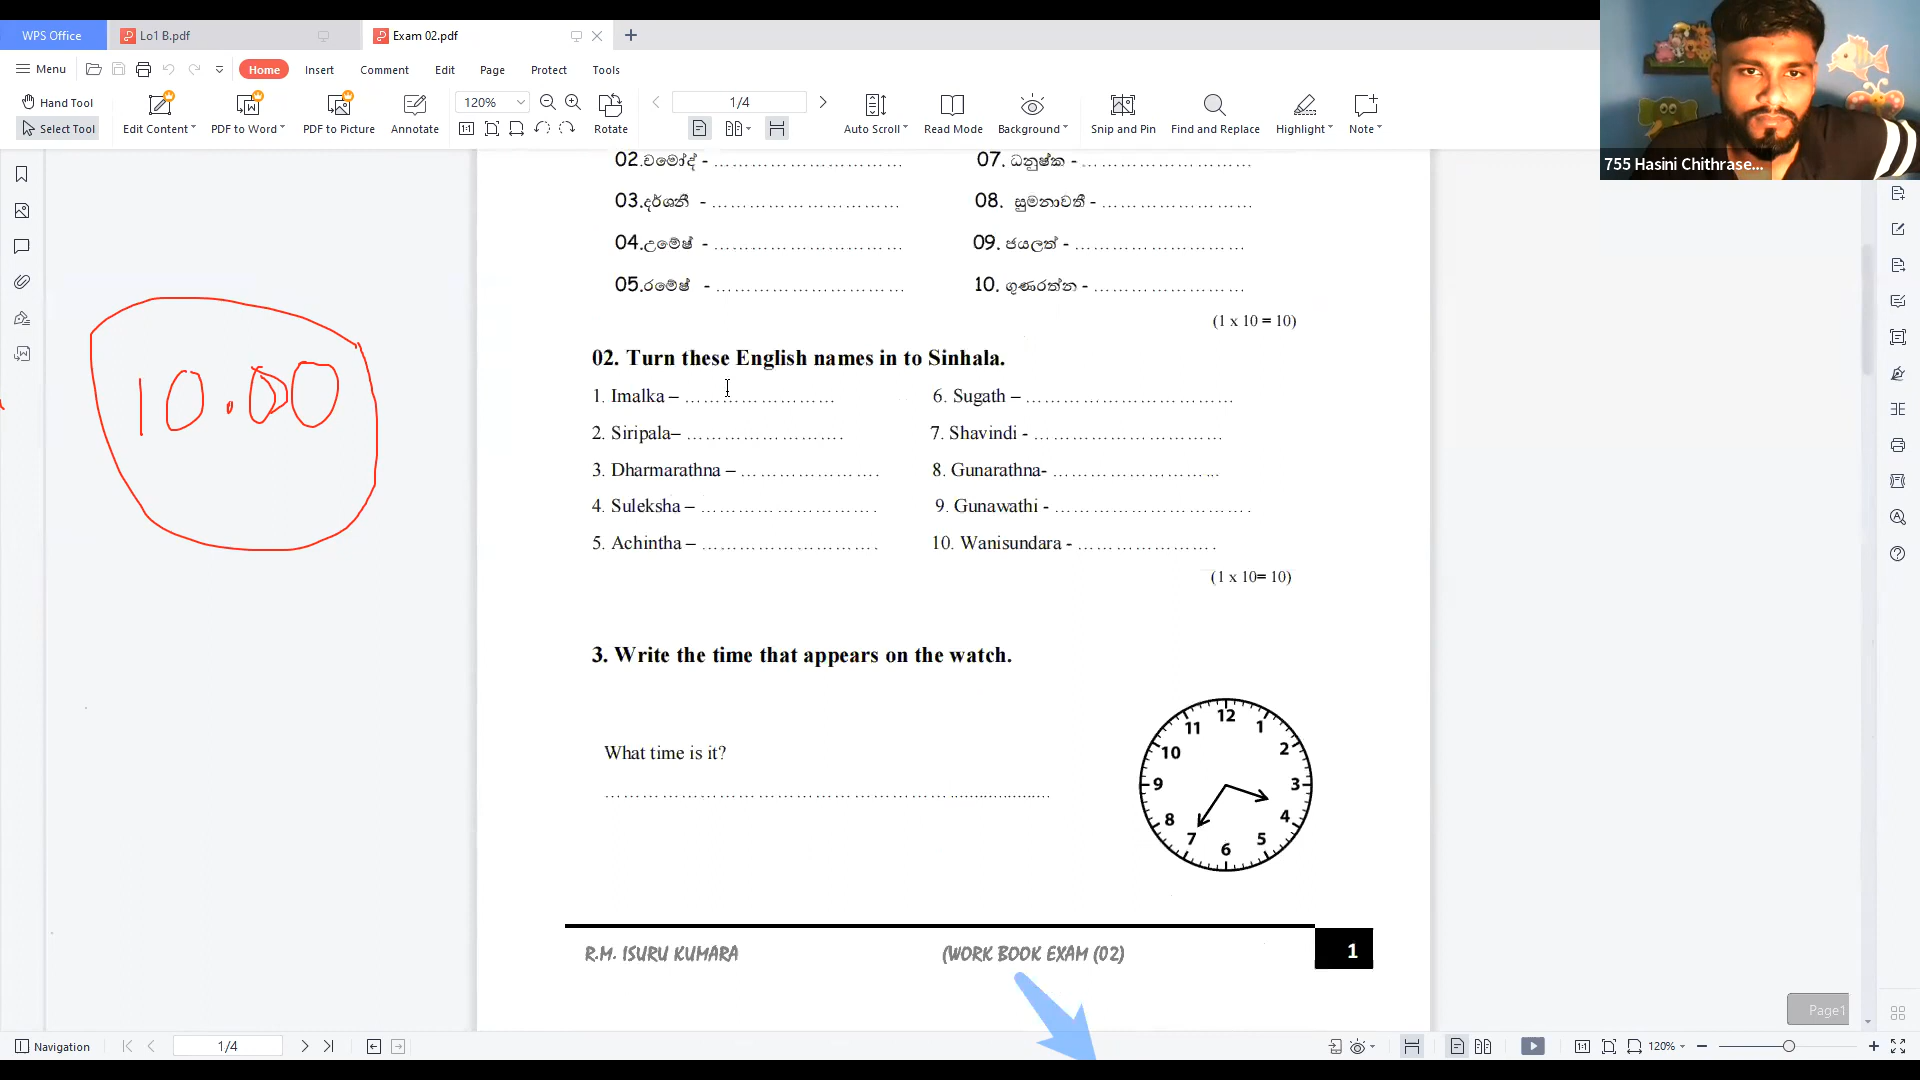 WPS Office
Lo1 B.pdf
Exam 02.pdf
Menu
Home Insert Comment Edit Page Protect Tools
Hand Tool
Select Tool
Edit Content
PDF to Word
PDF to Picture
Annotate
120%
Rotate
1/4
Auto Scroll
Read Mode
Background
Snip and Pin
Find and Replace
Highlight
Note
755 Hasini Chithrase...
02.චමෝද් - ……………………………
07. ධනුෂ්ක - …………………………
03.දර්ශනී - ……………………………
08. සුමනාවතී - ………………………
04.උමේෂ් - ……………………………
09. ජයලත් - …………………………
05.රමේෂ් - ……………………………
10. ගුණරත්න - ………………………
(1 x 10 = 10)
10.00
02. Turn these English names in to Sinhala.
1. Imalka – ……………………
6. Sugath – ……………………………
2. Siripala– …………………….
7. Shavindi - …………………………
3. Dharmarathna – ………………….
8. Gunarathna- ……………………...
4. Suleksha – ……………………….
9. Gunawathi - ………………………….
5. Achintha – ……………………….
10. Wanisundara - ………………….
(1 x 10= 10)
3. Write the time that appears on the watch.
What time is it?
………………………………………………......................
12
11 1
10 2
9 3
8 4
7 5
6
R.M. ISURU KUMARA
(WORK BOOK EXAM (02)
1
Page1
Navigation
1/4
120%